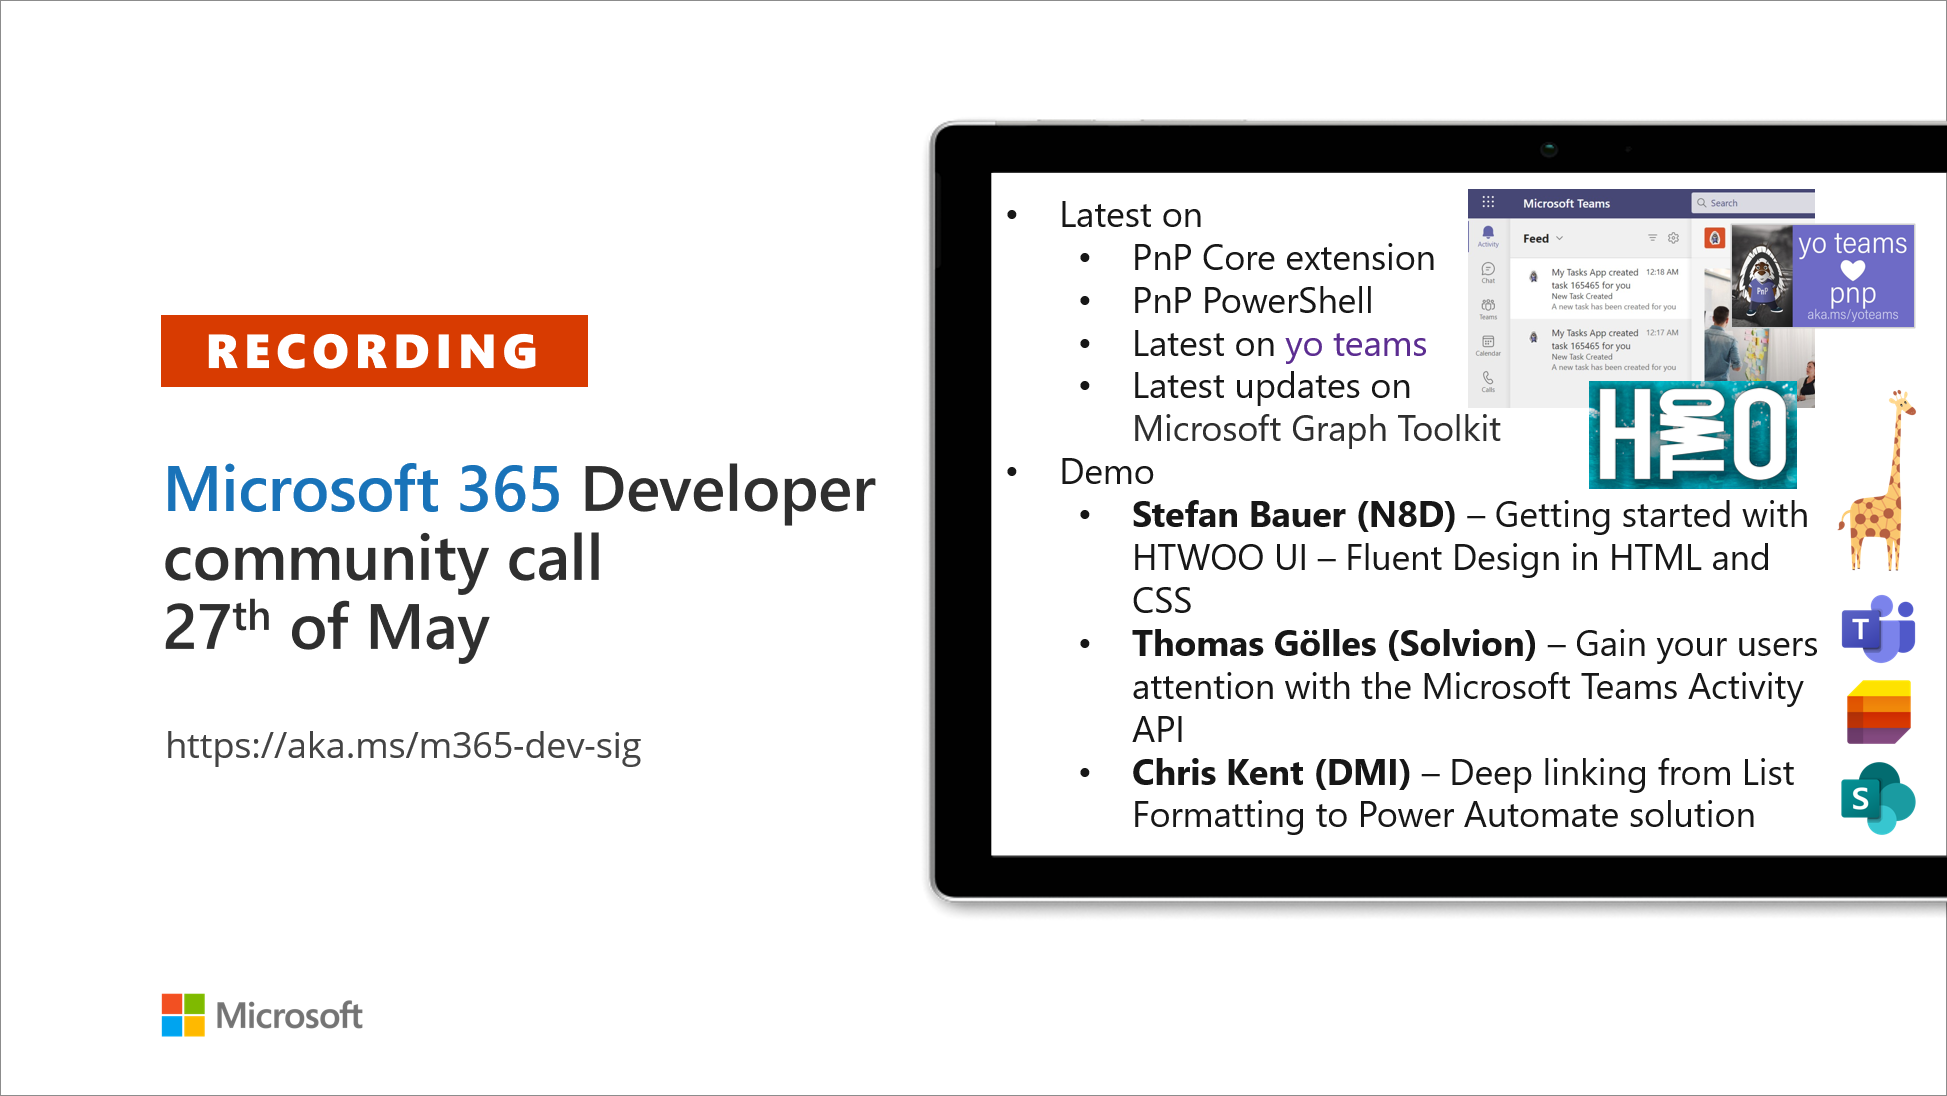 RECORDING
Microsoft 365 Developer
community call
27th of May
https://aka.ms/m365-dev-sig
Microsoft
• Latest on
• PnP Core extension
• PnP PowerShell
• Latest on yo teams
• Latest updates on
Microsoft Graph Toolkit
• Demo
• Stefan Bauer (N8D) – Getting started with
HTWOO UI – Fluent Design in HTML and
CSS
• Thomas Gölles (Solvion) – Gain your users
attention with the Microsoft Teams Activity
API
• Chris Kent (DMI) – Deep linking from List
Formatting to Power Automate solution
Microsoft Teams
Search
Activity
Chat
Teams
Calendar
Calls
Feed
My Tasks App created 12:18 AM
task 165465 for you
New Task Created
A new task has been created for you
My Tasks App created 12:17 AM
task 165465 for you
New Task Created
A new task has been created for you
PnP
yo teams
pnp
aka.ms/yoteams
HTWOO
T
S